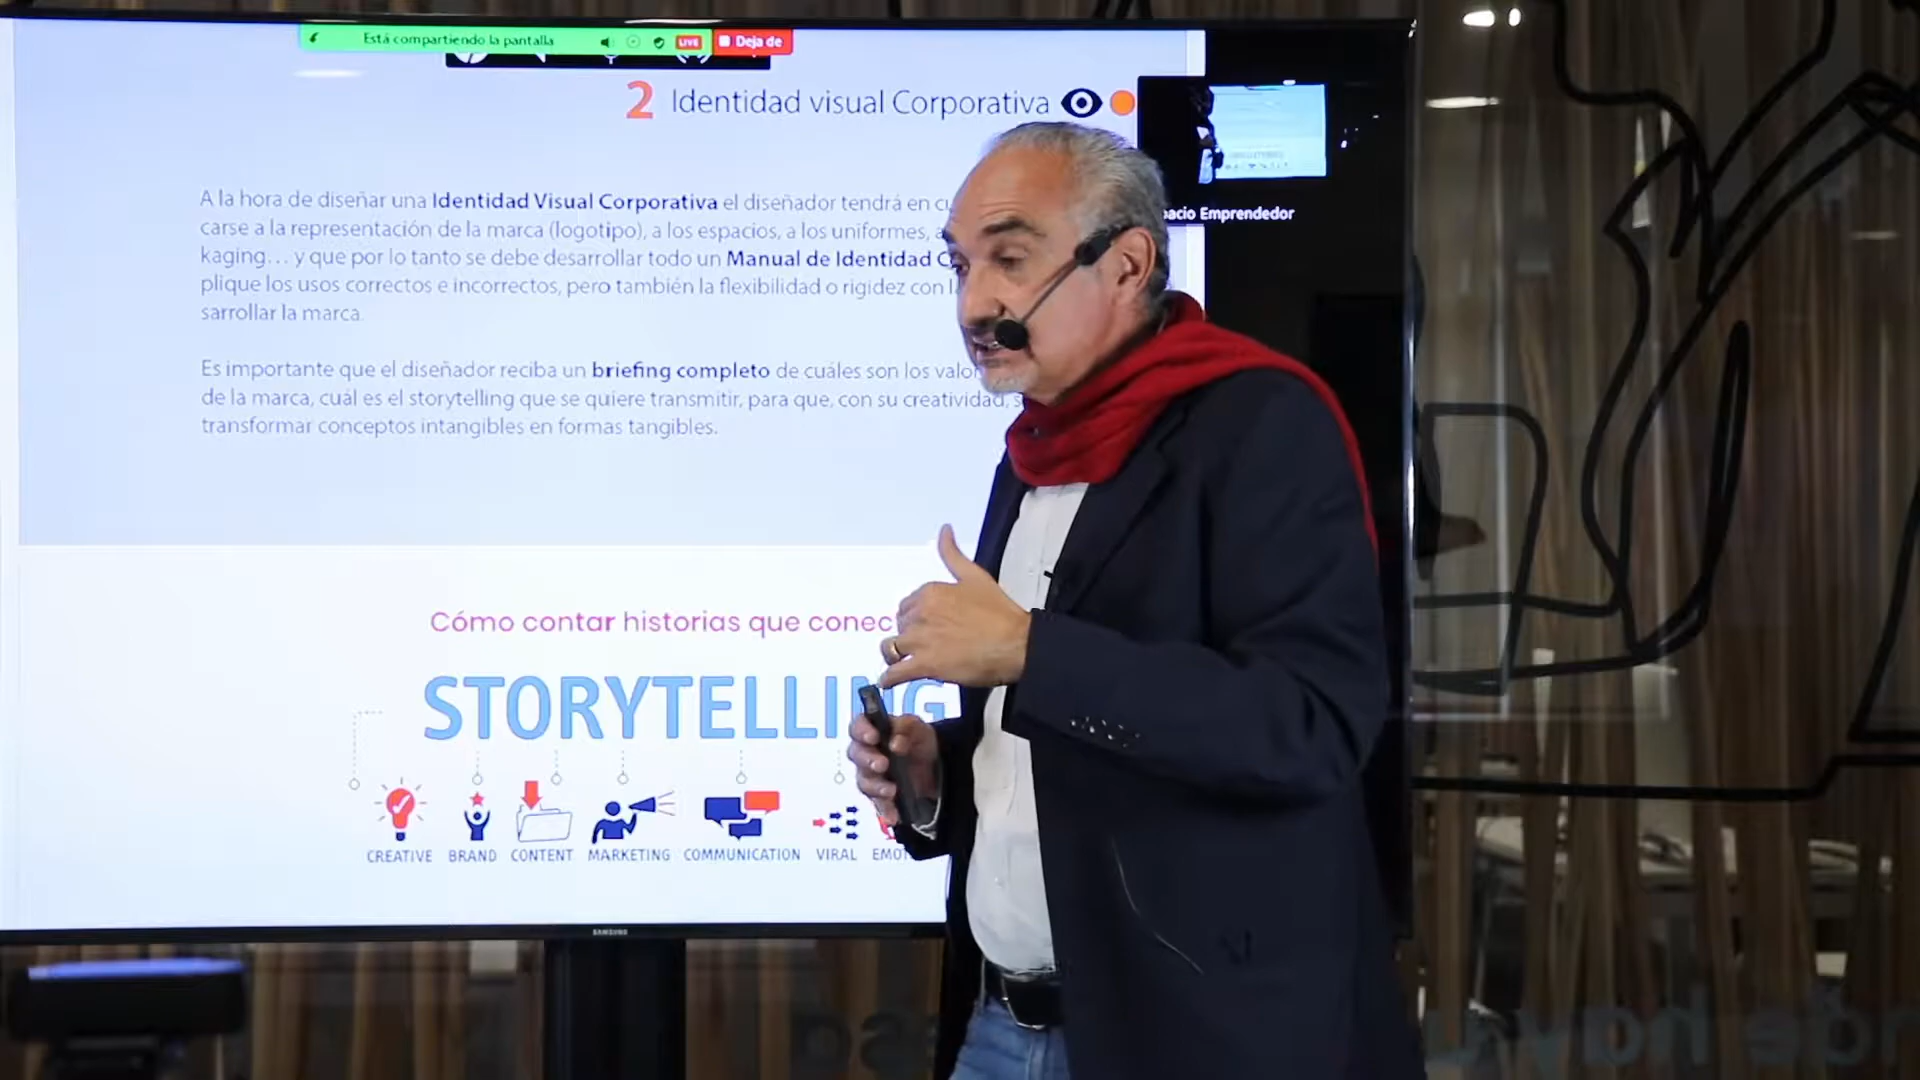 Está compartiendo la pantalla
LIVE
Deja de
2 Identidad visual Corporativa
A la hora de diseñar una Identidad Visual Corporativa el diseñador tendrá en
carse a la representación de la marca (logotipo), a los espacios, a los uniformes,
kaging... y que por lo tanto se debe desarrollar todo un Manual de Identidad
plique los usos correctos e incorrectos, pero también la flexibilidad o rigidez con
sarrollar la marca.
Es importante que el diseñador reciba un briefing completo de cuáles son los
de la marca, cuál es el storytelling que se quiere transmitir, para que, con su creatividad,
transformar conceptos intangibles en formas tangibles.
pacio Emprendedor
Cómo contar historias que conec
STORYTELLING
CREATIVE BRAND CONTENT MARKETING COMMUNICATION VIRAL EMOT
SAMSUNG